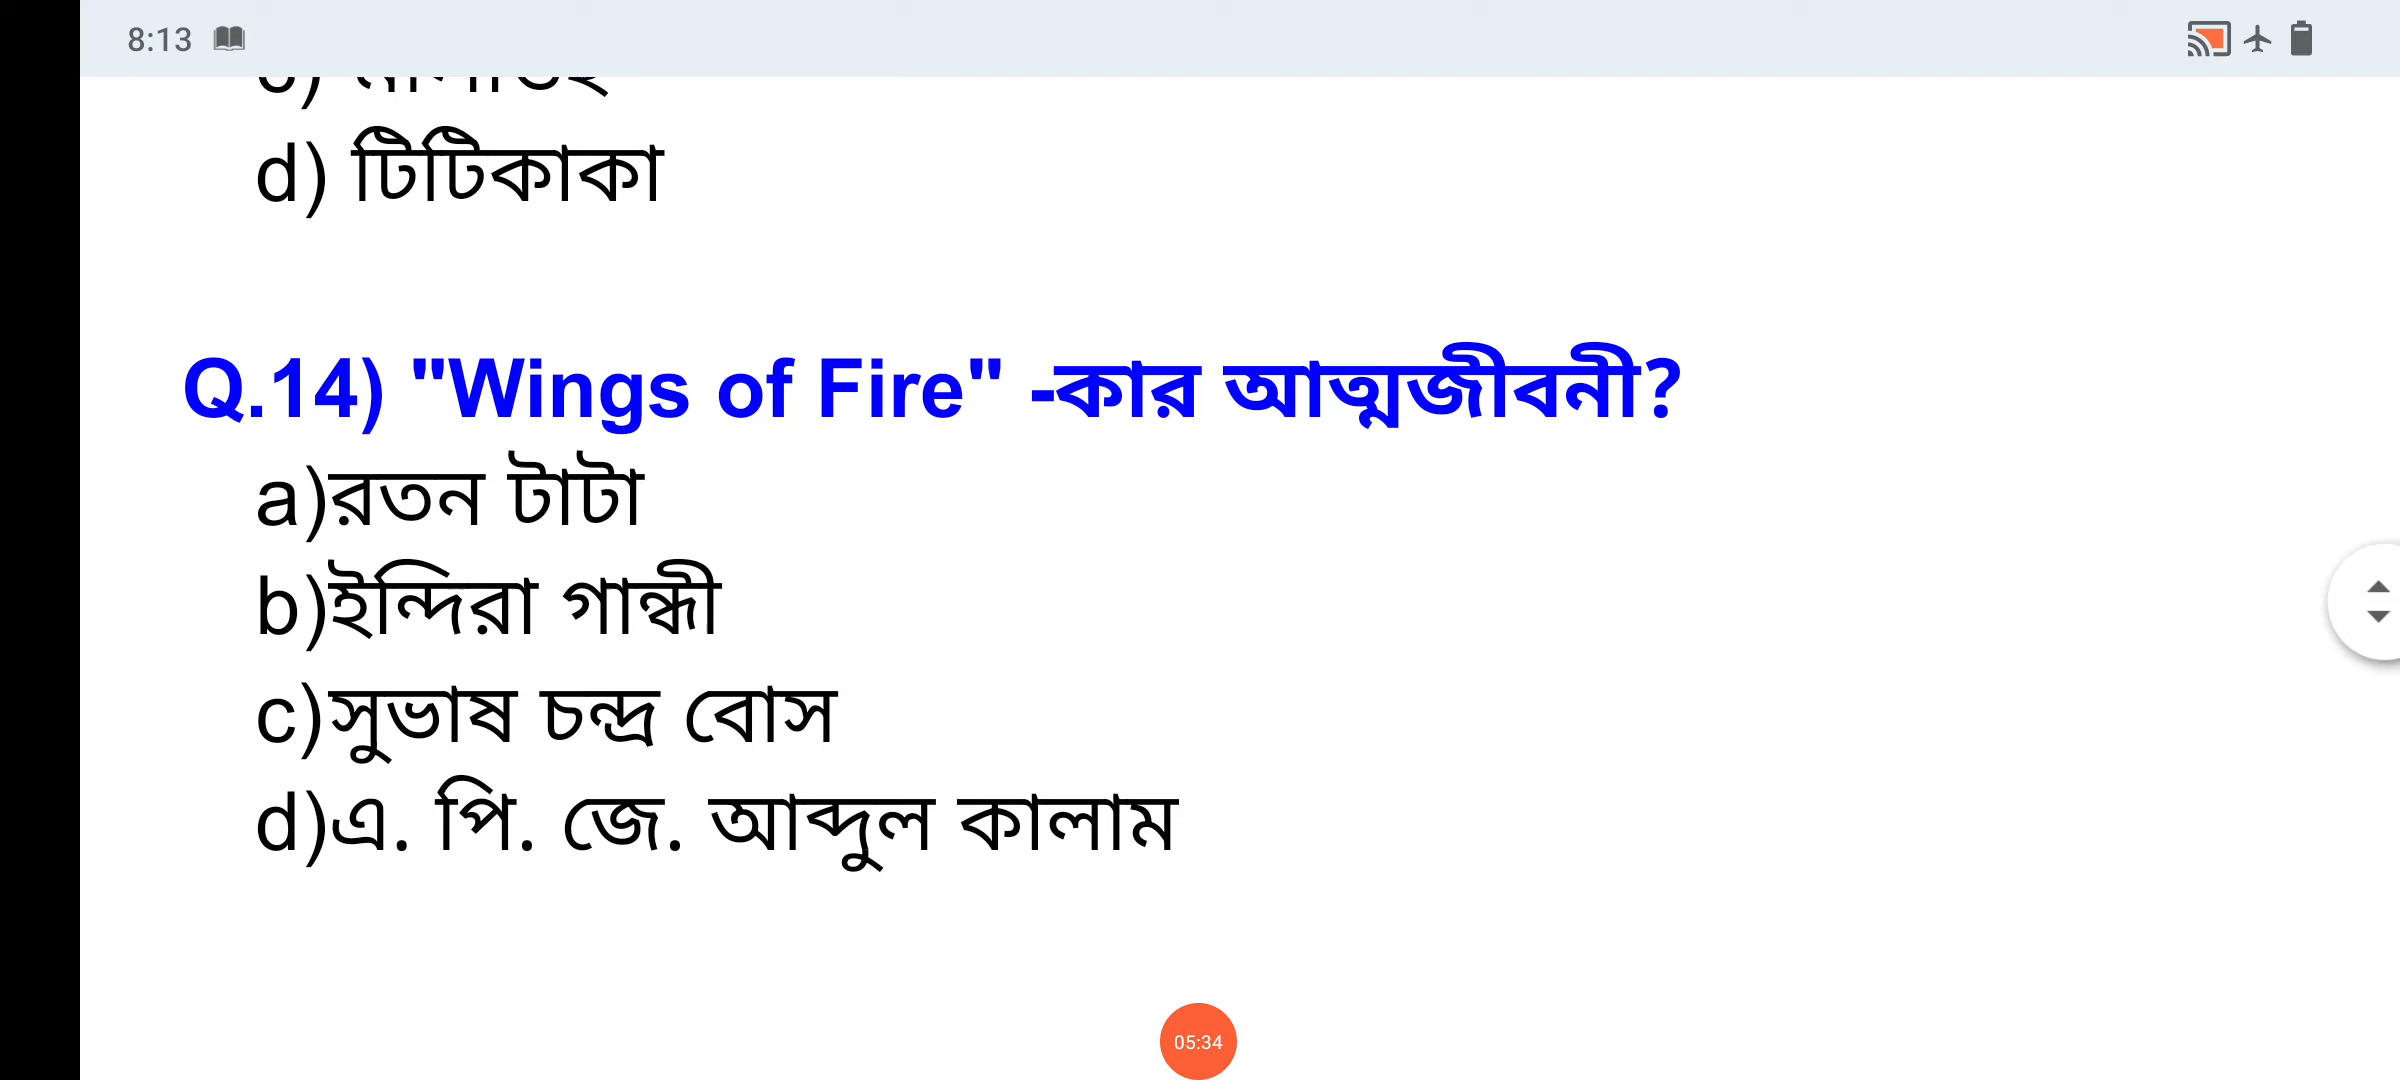 8:13
d) টিটিকাকা
Q.14) "Wings of Fire" -কার আত্মজীবনী?
a)রতন টাটা
b)ইন্দিরা গান্ধী
c)সুভাষ চন্দ্র বোস
d)এ. পি. জে. আব্দুল কালাম
05:34